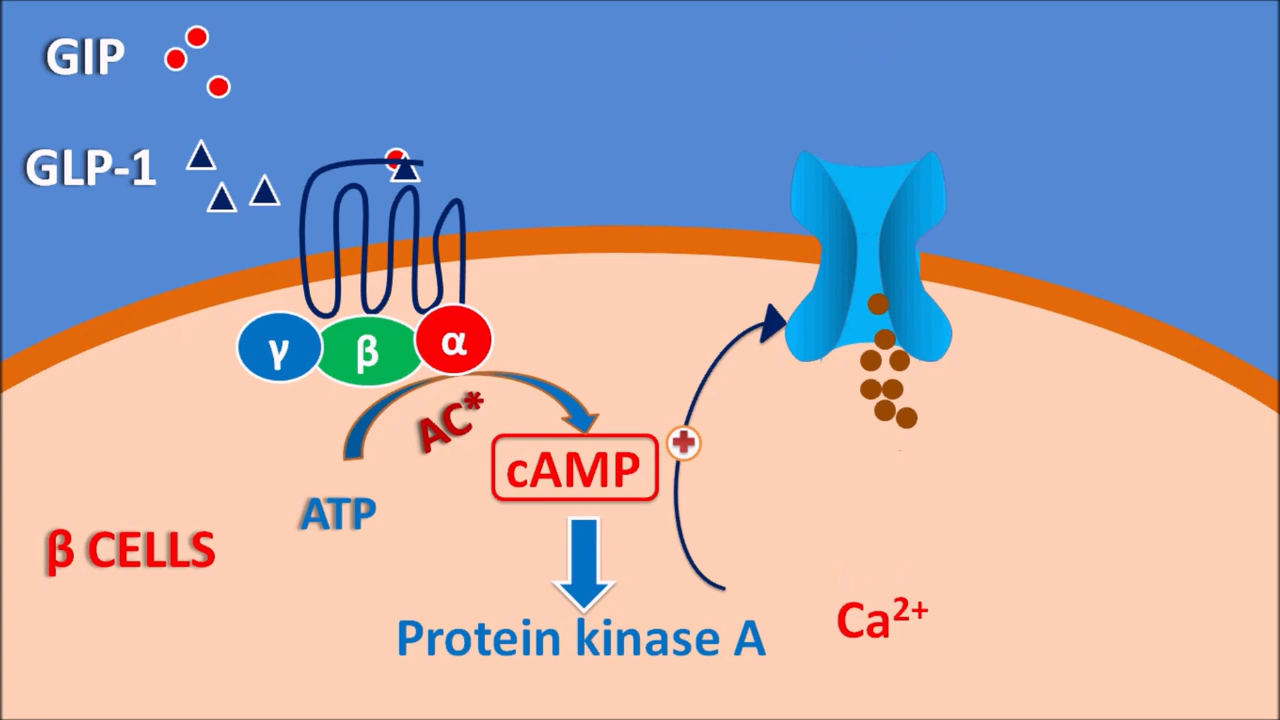 GIP
GLP-1
γ
β
α
AC*
cAMP
ATP
β CELLS
Protein kinase A
Ca²⁺